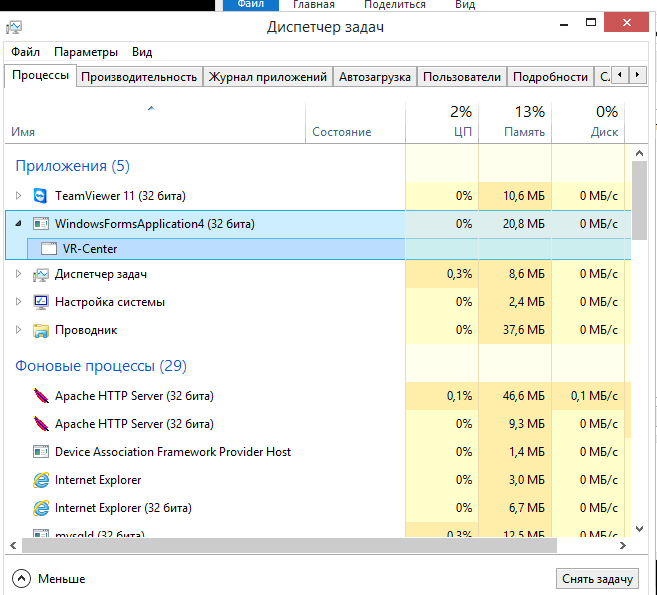 Файл Главная Поделиться Вид
Диспетчер задач
Файл Параметры Вид
Процессы Производительность Журнал приложений Автозагрузка Пользователи Подробности
2% 13% 0%
Имя Состояние ЦП Память Диск
Приложения (5)
TeamViewer 11 (32 бита) 0% 10,6 МБ 0 МБ/с
WindowsFormsApplication4 (32 бита) 0% 20,8 МБ 0 МБ/с
VR-Center
Диспетчер задач 0,3% 8,6 МБ 0 МБ/с
Настройка системы 0% 2,4 МБ 0 МБ/с
Проводник 0% 37,6 МБ 0 МБ/с
Фоновые процессы (29)
Apache HTTP Server (32 бита) 0,1% 46,6 МБ 0,1 МБ/с
Apache HTTP Server (32 бита) 0% 9,3 МБ 0 МБ/с
Device Association Framework Provider Host 0% 1,4 МБ 0 МБ/с
Internet Explorer 0% 3,0 МБ 0 МБ/с
Internet Explorer (32 бита) 0% 6,7 МБ 0 МБ/с
mysqld (32 бита) 0,3% 12,5 МБ 0 МБ/с
Меньше Снять задачу